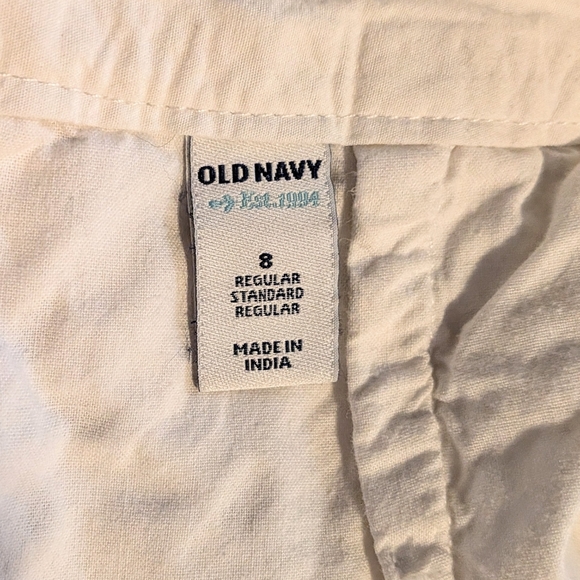 OLD NAVY
Est. 1994
8
REGULAR
STANDARD
REGULAR
MADE IN
INDIA